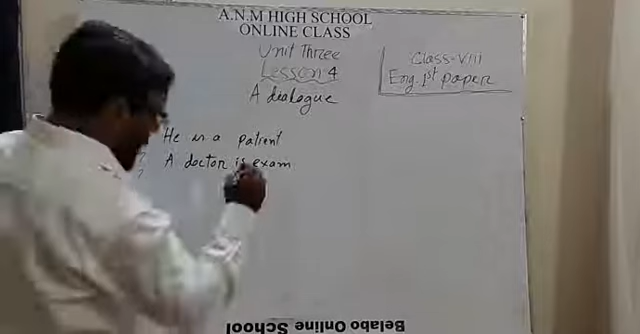 A.N.M HIGH SCHOOL
ONLINE CLASS
Unit Three
Lesson 4
A dialogue
Class-VIII
Eng. 1st paper
He is a patient
? A doctor is exam
?
Belabo Online School